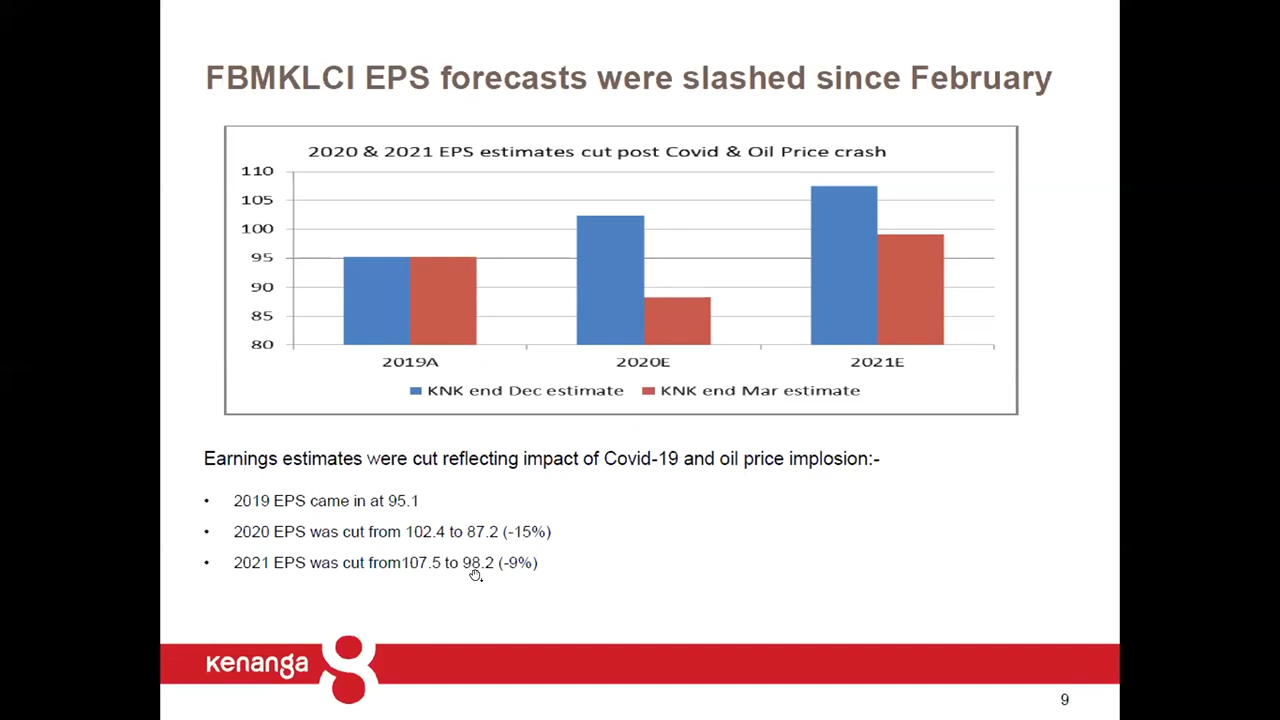 FBMKLCI EPS forecasts were slashed since February
2020 & 2021 EPS estimates cut post Covid & Oil Price crash
110
105
100
95
90
85
80
2019A 2020E 2021E
KNK end Dec estimate KNK end Mar estimate
Earnings estimates were cut reflecting impact of Covid-19 and oil price implosion:-
• 2019 EPS came in at 95.1
• 2020 EPS was cut from 102.4 to 87.2 (-15%)
• 2021 EPS was cut from107.5 to 98.2 (-9%)
kenanga
9